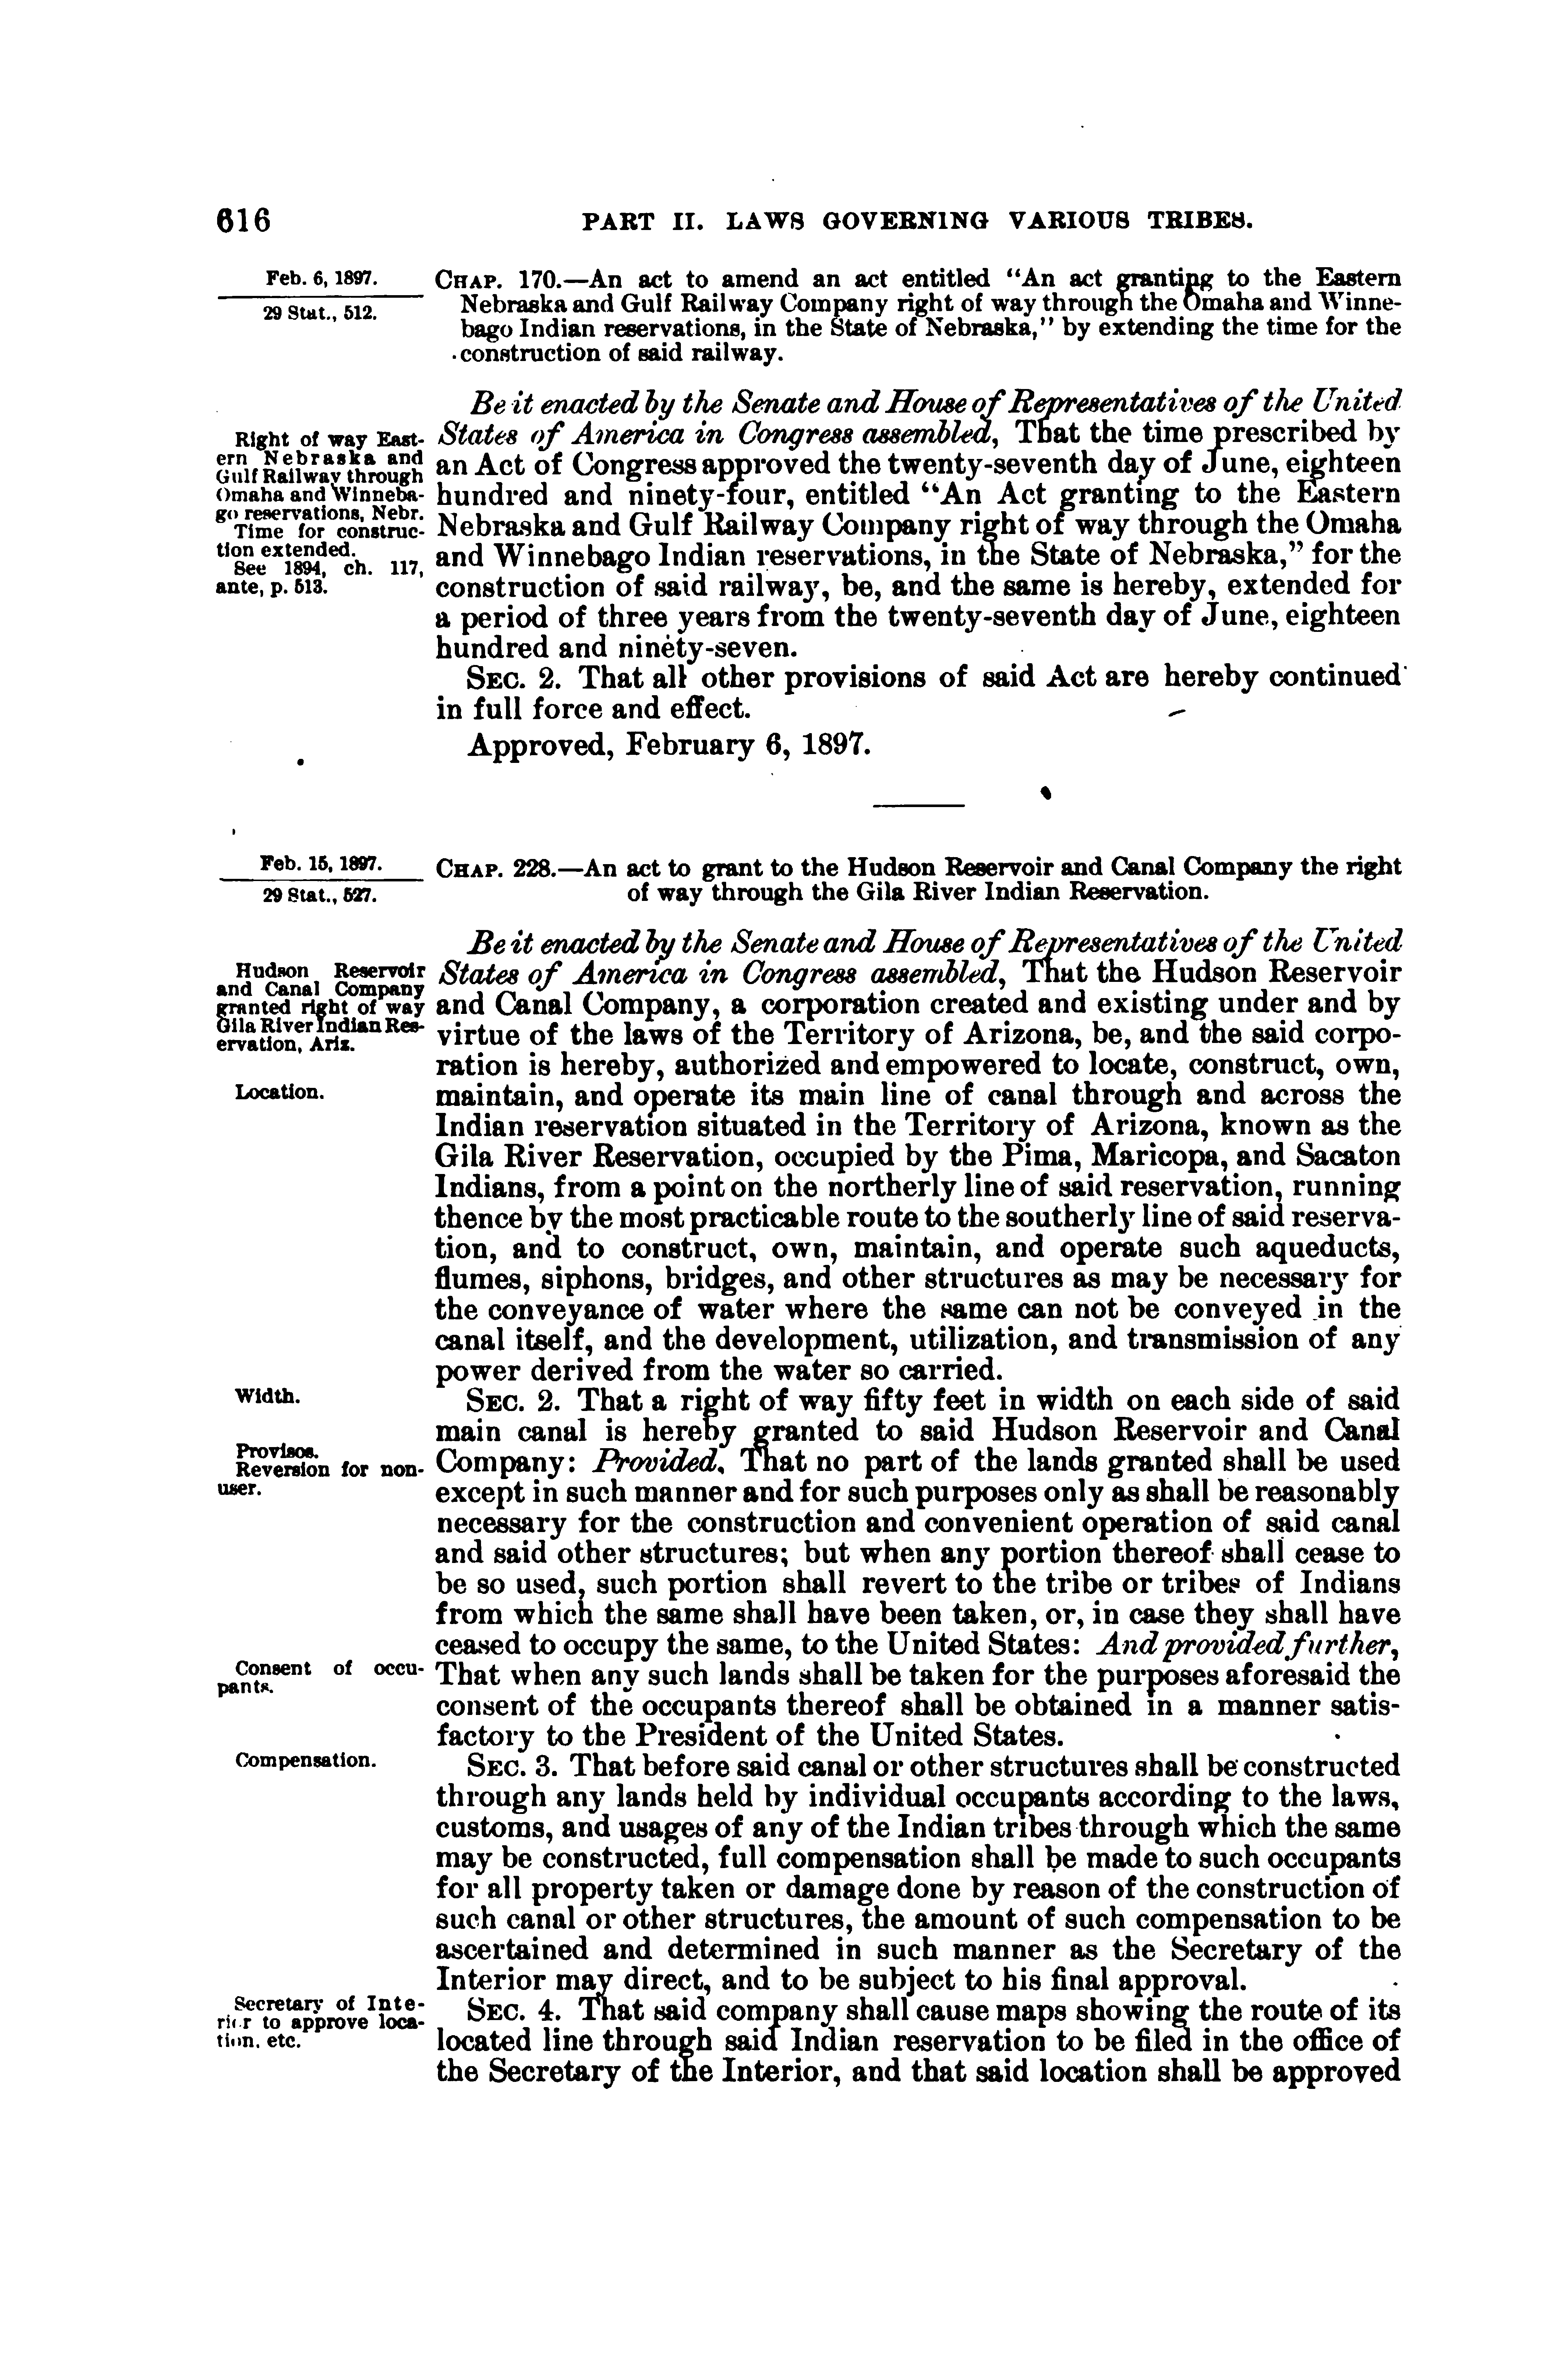 616
PART II. LAWS GOVERNING VARIOUS TRIBES.
Feb. 6, 1897.
29 Stat., 512.
CHAP. 170.—An act to amend an act entitled “An act granting to the Eastern
Nebraska and Gulf Railway Company right of way through the Omaha and Winne-
bago Indian reservations, in the State of Nebraska,” by extending the time for the
construction of said railway.
Be it enacted by the Senate and House of Representatives of the United
States of America in Congress assembled, That the time prescribed by
an Act of Congress approved the twenty-seventh day of June, eighteen
hundred and ninety-four, entitled “An Act granting to the Eastern
Nebraska and Gulf Railway Company right of way through the Omaha
and Winnebago Indian reservations, in the State of Nebraska,” for the
construction of said railway, be, and the same is hereby, extended for
a period of three years from the twenty-seventh day of June, eighteen
hundred and ninety-seven.
Right of way East-
ern Nebraska and
Gulf Railway through
Omaha and Winneba-
go reservations, Nebr.
Time for construc-
tion extended.
See 1894, ch. 117,
ante, p. 513.
SEC. 2. That all other provisions of said Act are hereby continued
in full force and effect.
Approved, February 6, 1897.
Feb. 15, 1897.
29 Stat., 527.
CHAP. 228.—An act to grant to the Hudson Reservoir and Canal Company the right
of way through the Gila River Indian Reservation.
Be it enacted by the Senate and House of Representatives of the United
States of America in Congress assembled, That the Hudson Reservoir
and Canal Company, a corporation created and existing under and by
virtue of the laws of the Territory of Arizona, be, and the said corpo-
ration is hereby, authorized and empowered to locate, construct, own,
maintain, and operate its main line of canal through and across the
Indian reservation situated in the Territory of Arizona, known as the
Gila River Reservation, occupied by the Pima, Maricopa, and Sacaton
Indians, from a point on the northerly line of said reservation, running
thence by the most practicable route to the southerly line of said reserva-
tion, and to construct, own, maintain, and operate such aqueducts,
flumes, siphons, bridges, and other structures as may be necessary for
the conveyance of water where the same can not be conveyed in the
canal itself, and the development, utilization, and transmission of any
power derived from the water so carried.
Hudson Reservoir
and Canal Company
granted right of way
Gila River Indian Res-
ervation, Ariz.
Location.
Width.
SEC. 2. That a right of way fifty feet in width on each side of said
main canal is hereby granted to said Hudson Reservoir and Canal
Company: Provided, That no part of the lands granted shall be used
except in such manner and for such purposes only as shall be reasonably
necessary for the construction and convenient operation of said canal
and said other structures; but when any portion thereof shall cease to
be so used, such portion shall revert to the tribe or tribes of Indians
from which the same shall have been taken, or, in case they shall have
ceased to occupy the same, to the United States: And provided further,
That when any such lands shall be taken for the purposes aforesaid the
consent of the occupants thereof shall be obtained in a manner satis-
factory to the President of the United States.
Provisos.
Reversion for non-
user.
Consent of occu-
pants.
Compensation.
SEC. 3. That before said canal or other structures shall be constructed
through any lands held by individual occupants according to the laws,
customs, and usages of any of the Indian tribes through which the same
may be constructed, full compensation shall be made to such occupants
for all property taken or damage done by reason of the construction of
such canal or other structures, the amount of such compensation to be
ascertained and determined in such manner as the Secretary of the
Interior may direct, and to be subject to his final approval.
Secretary of Inte-
rior to approve loca-
tion, etc.
SEC. 4. That said company shall cause maps showing the route of its
located line through said Indian reservation to be filed in the office of
the Secretary of the Interior, and that said location shall be approved